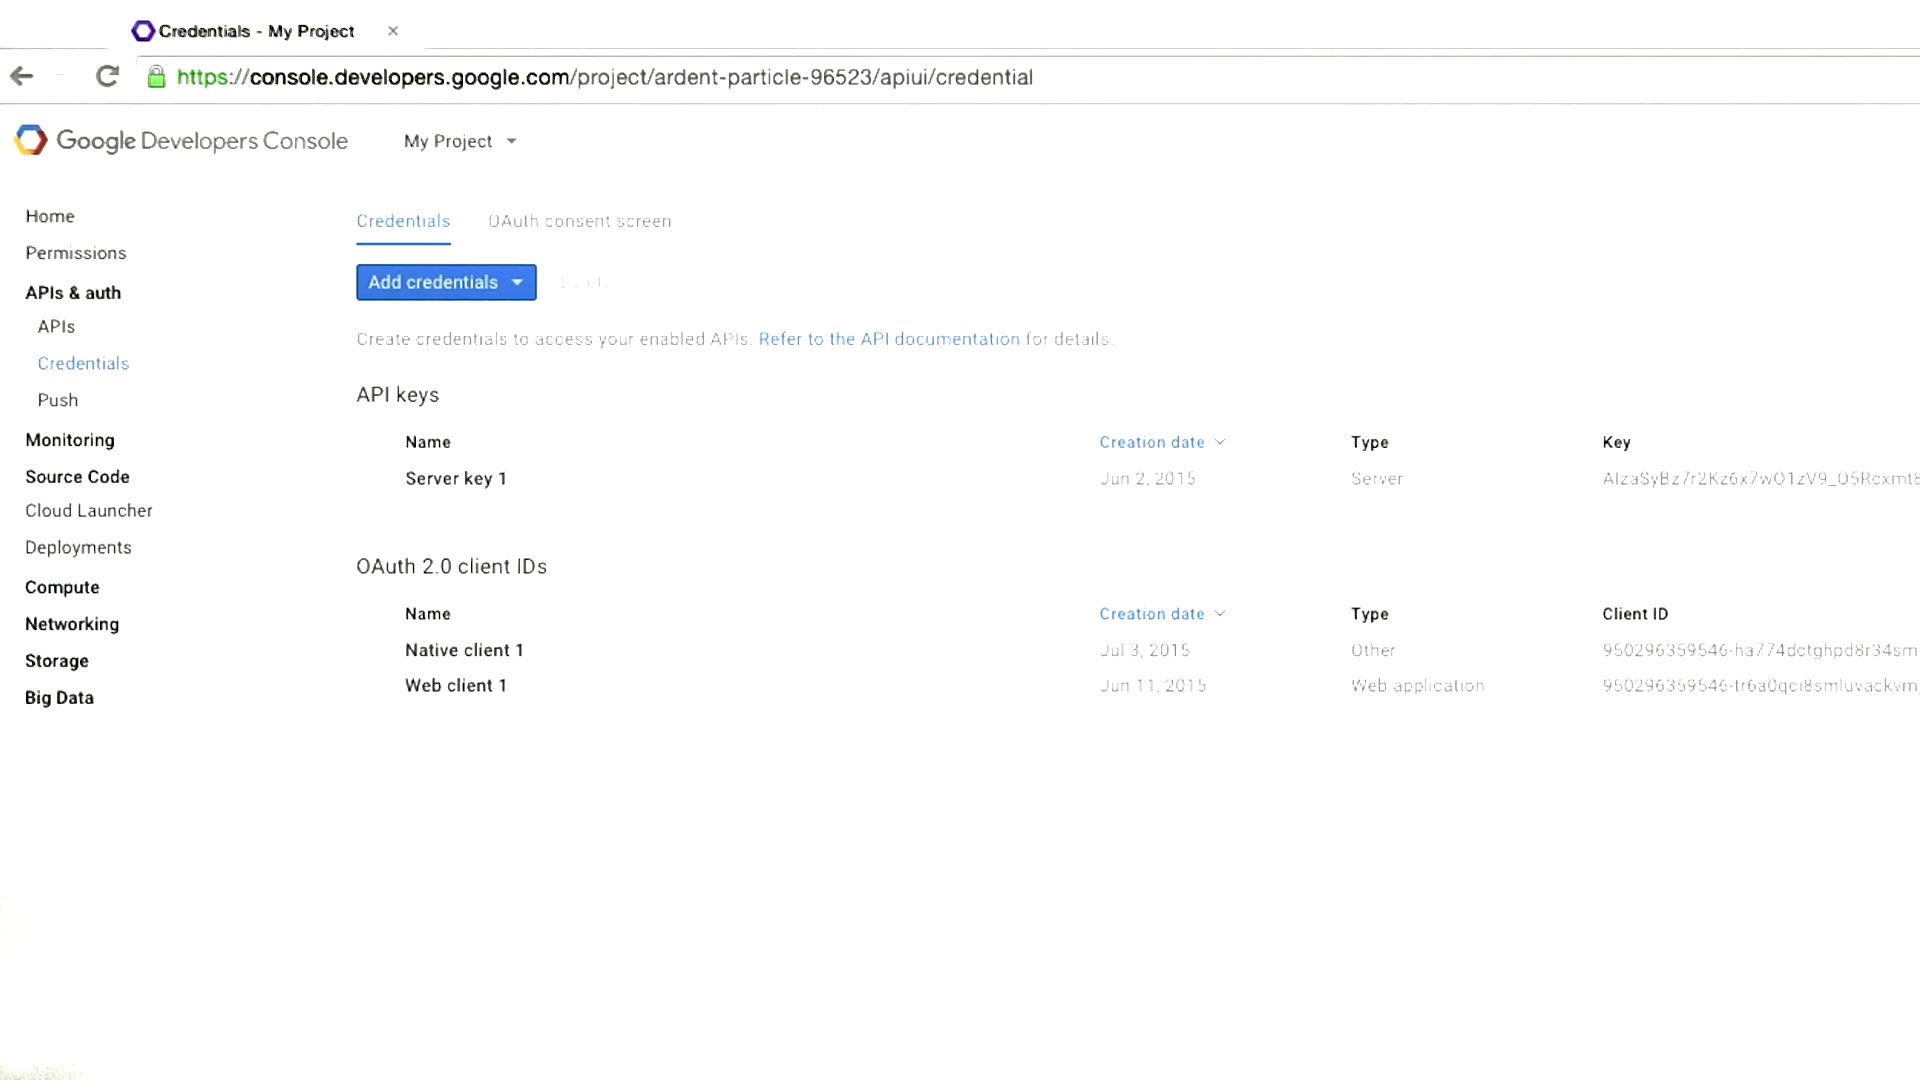 Credentials - My Project
https://console.developers.google.com/project/ardent-particle-96523/apiui/credential
Google Developers Console My Project
Home
Permissions
APIs & auth
APIs
Credentials
Push
Monitoring
Source Code
Cloud Launcher
Deployments
Compute
Networking
Storage
Big Data
Credentials OAuth consent screen
Add credentials
Create credentials to access your enabled APIs. Refer to the API documentation for details.
API keys
Name Creation date Type Key
Server key 1 Jun 2, 2015 Server
OAuth 2.0 client IDs
Name Creation date Type Client ID
Native client 1 Jul 3, 2015 Other
Web client 1 Jun 11, 2015 Web application